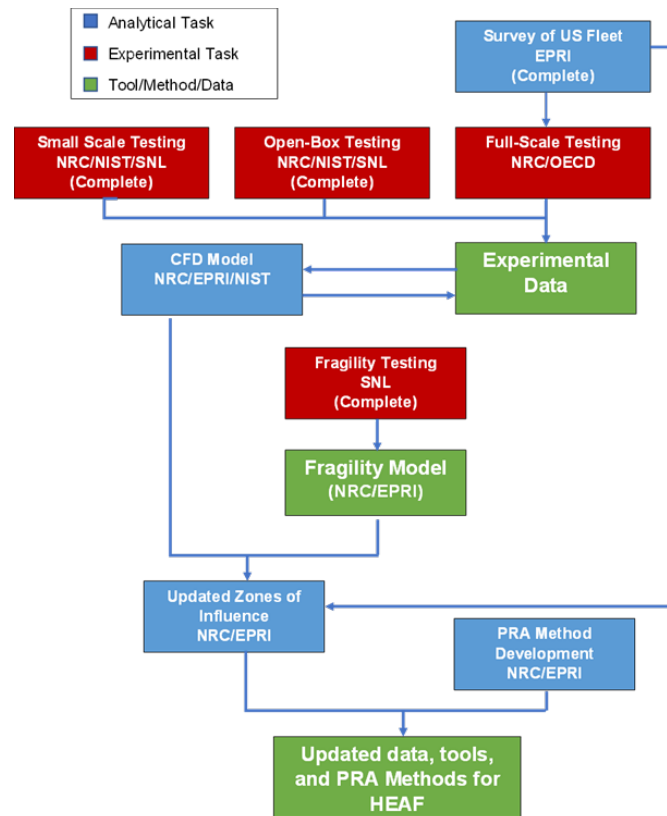 Analytical Task
Experimental Task
Tool/Method/Data
Survey of US Fleet
EPRI
(Complete)
Small Scale Testing
NRC/NIST/SNL
(Complete)
Open-Box Testing
NRC/NIST/SNL
(Complete)
Full-Scale Testing
NRC/OECD
CFD Model
NRC/EPRI/NIST
Experimental
Data
Fragility Testing
SNL
(Complete)
Fragility Model
(NRC/EPRI)
Updated Zones of
Influence
NRC/EPRI
PRA Method
Development
NRC/EPRI
Updated data, tools,
and PRA Methods for
HEAF